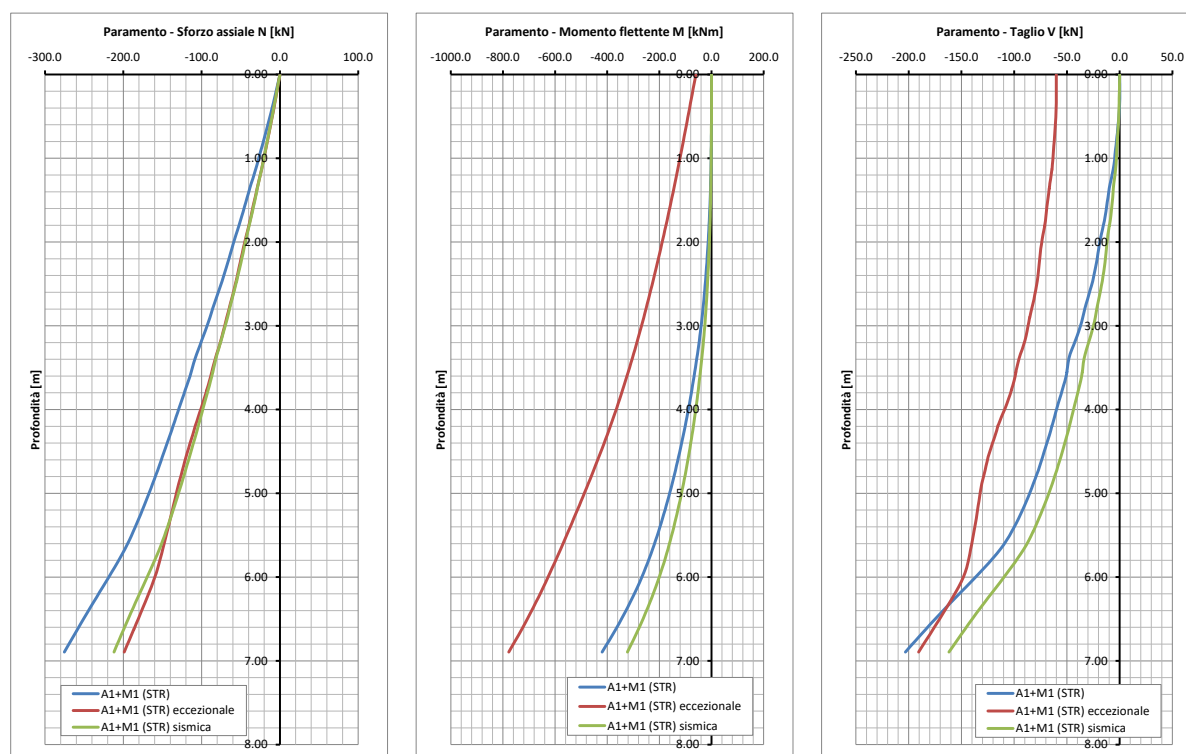 Paramento - Sforzo assiale N [kN]
-300.0 -200.0 -100.0 0.0 100.0
0.00
1.00
2.00
3.00
4.00
5.00
6.00
7.00
8.00
Profondità [m]
A1+M1 (STR)
A1+M1 (STR) eccezionale
A1+M1 (STR) sismica
Paramento - Momento flettente M [kNm]
-1000.0 -800.0 -600.0 -400.0 -200.0 0.0 200.0
0.00
1.00
2.00
3.00
4.00
5.00
6.00
7.00
8.00
Profondità [m]
A1+M1 (STR)
A1+M1 (STR) eccezionale
A1+M1 (STR) sismica
Paramento - Taglio V [kN]
-250.0 -200.0 -150.0 -100.0 -50.0 0.0 50.0
0.00
1.00
2.00
3.00
4.00
5.00
6.00
7.00
8.00
Profondità [m]
A1+M1 (STR)
A1+M1 (STR) eccezionale
A1+M1 (STR) sismica